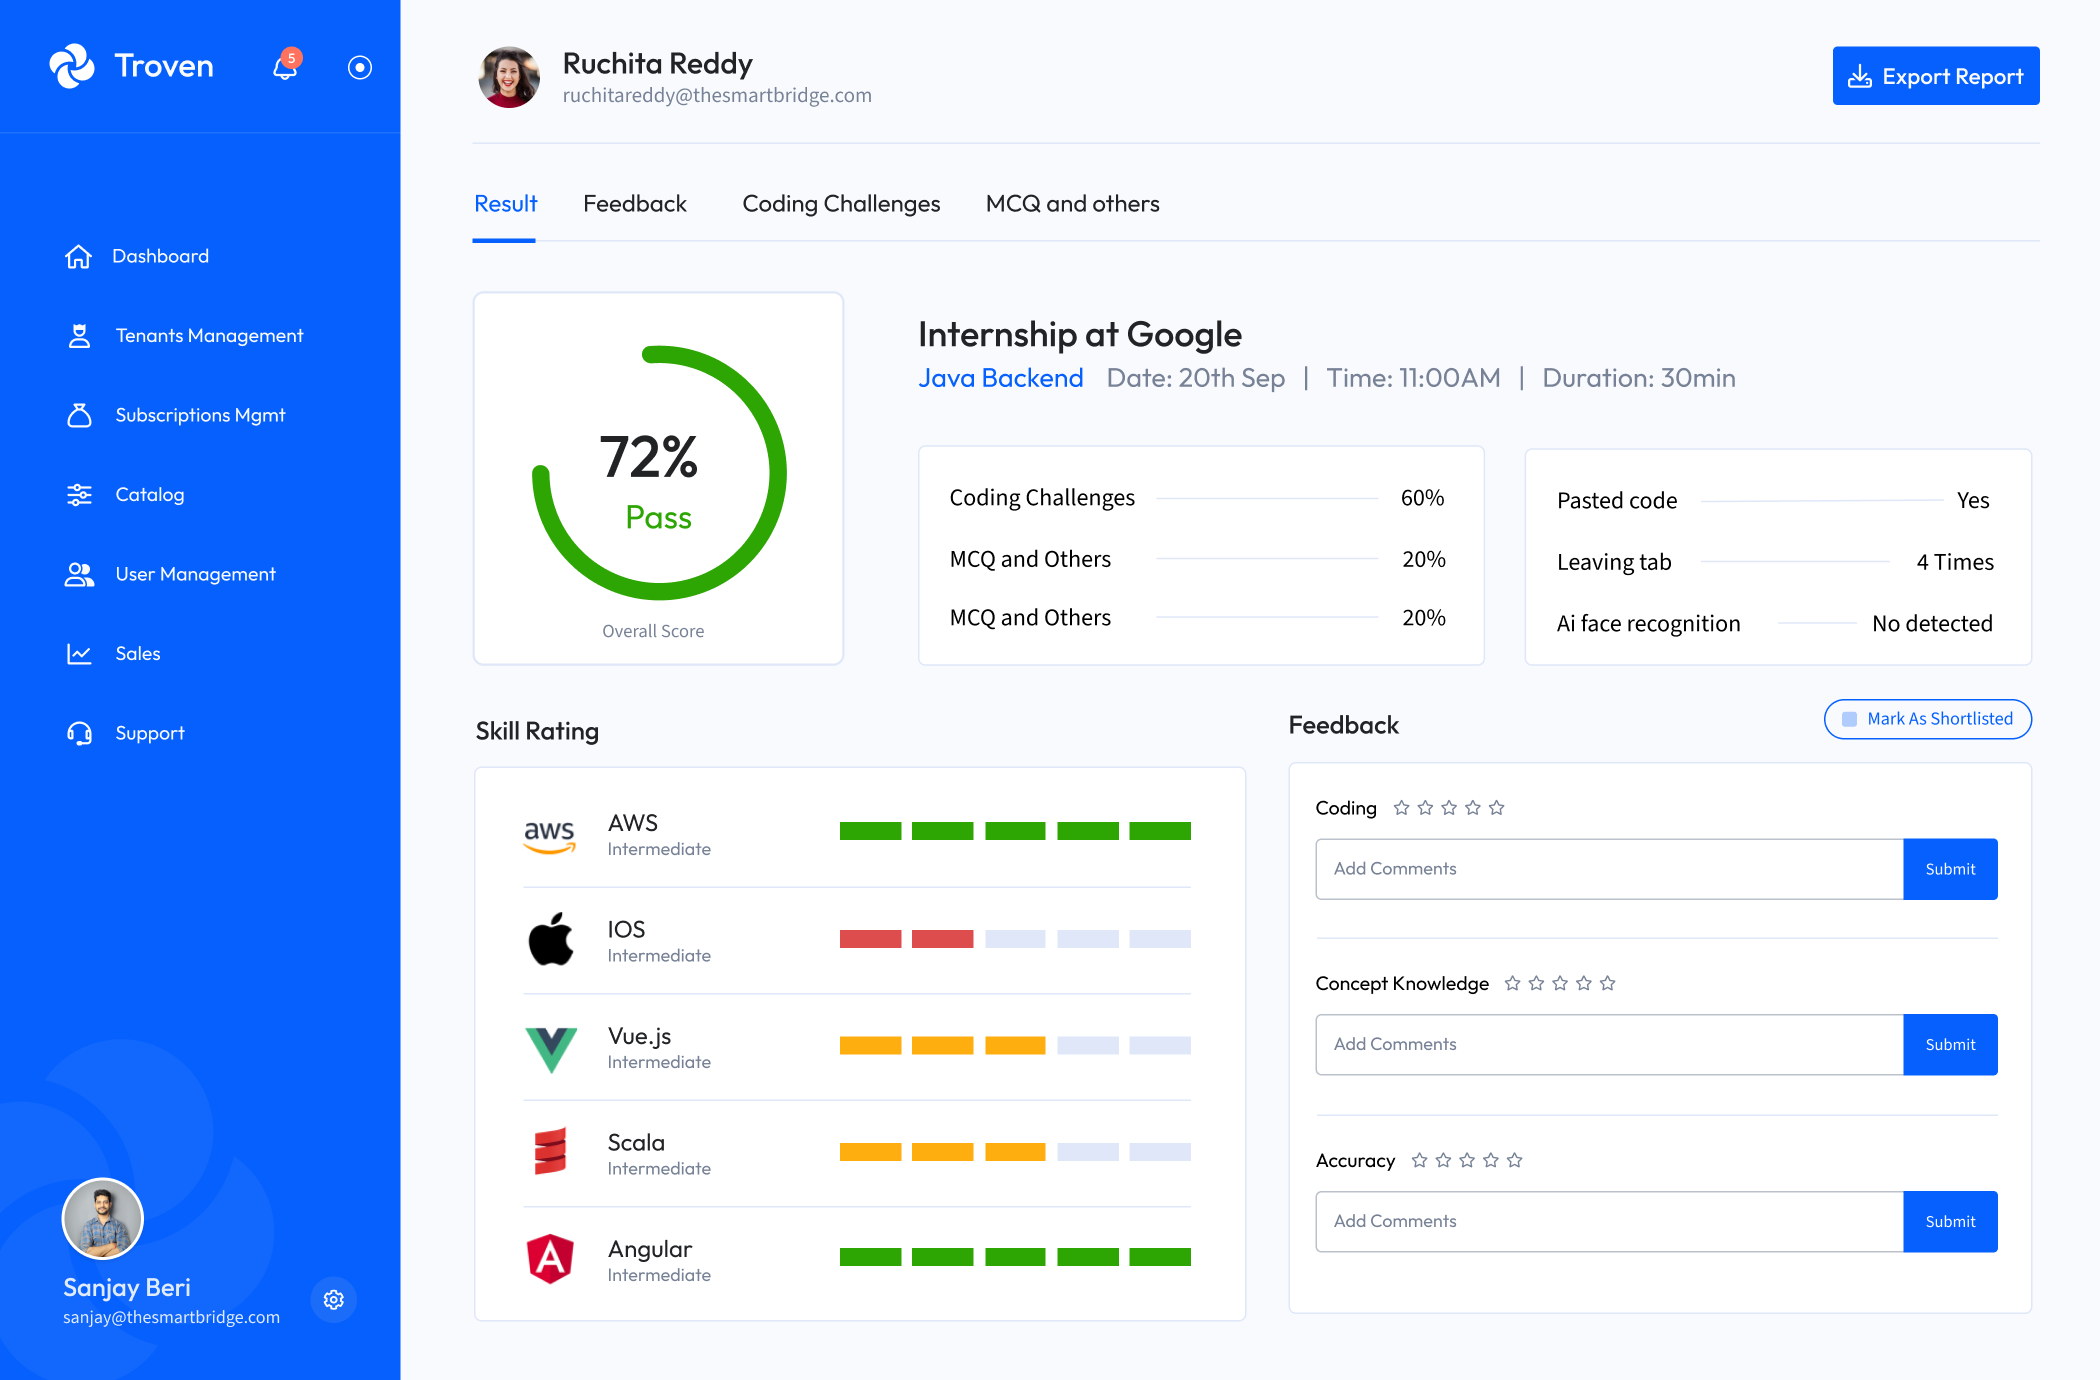 Troven
5
Dashboard
Tenants Management
Subscriptions Mgmt
Catalog
User Management
Sales
Support
Sanjay Beri
sanjay@thesmartbridge.com
Ruchita Reddy
ruchitareddy@thesmartbridge.com
Export Report
Result Feedback Coding Challenges MCQ and others
72%
Pass
Overall Score
Internship at Google
Java Backend Date: 20th Sep | Time: 11:00AM | Duration: 30min
Coding Challenges 60%
MCQ and Others 20%
MCQ and Others 20%
Pasted code Yes
Leaving tab 4 Times
Ai face recognition No detected
Skill Rating
aws AWS
Intermediate
IOS
Intermediate
Vue.js
Intermediate
Scala
Intermediate
A Angular
Intermediate
Feedback
Mark As Shortlisted
Coding
Add Comments Submit
Concept Knowledge
Add Comments Submit
Accuracy
Add Comments Submit